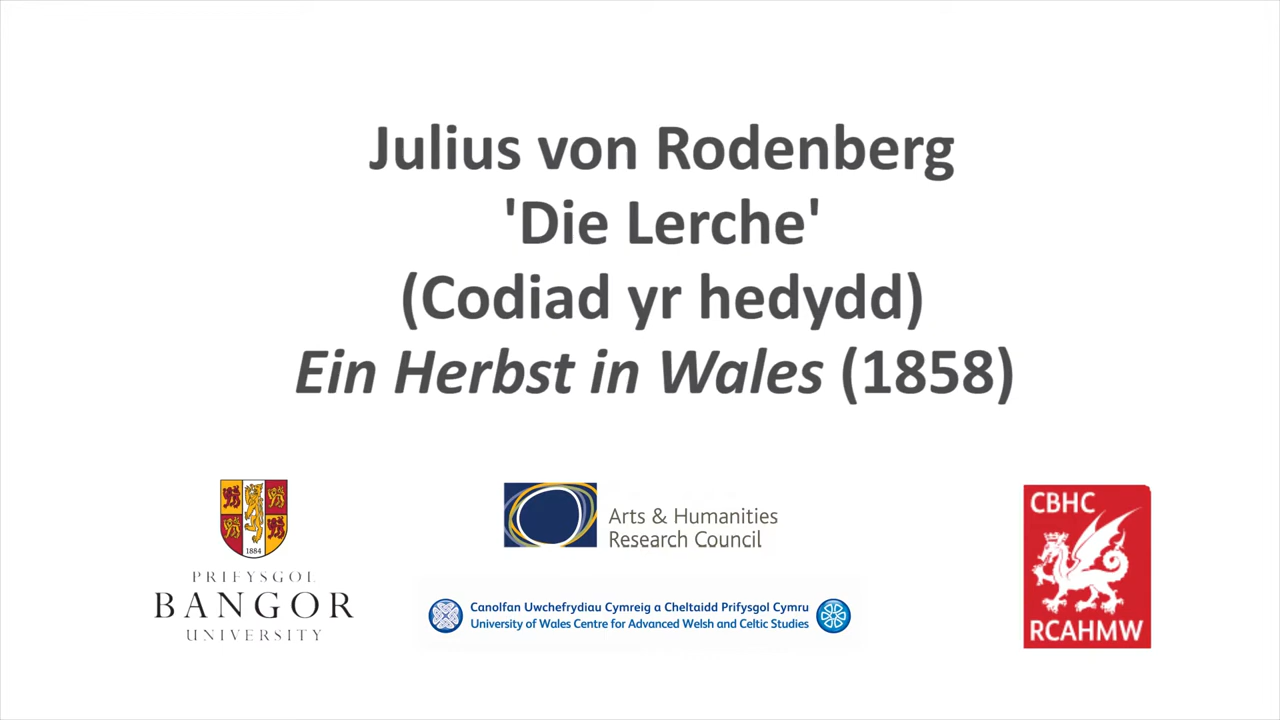 Julius von Rodenberg
'Die Lerche'
(Codiad yr hedydd)
Ein Herbst in Wales (1858)
1884
PRIFYSGOL
BANGOR
UNIVERSITY
Arts & Humanities
Research Council
Canolfan Uwchefrydiau Cymreig a Cheltaidd Prifysgol Cymru
University of Wales Centre for Advanced Welsh and Celtic Studies
CBHC
RCAHMW